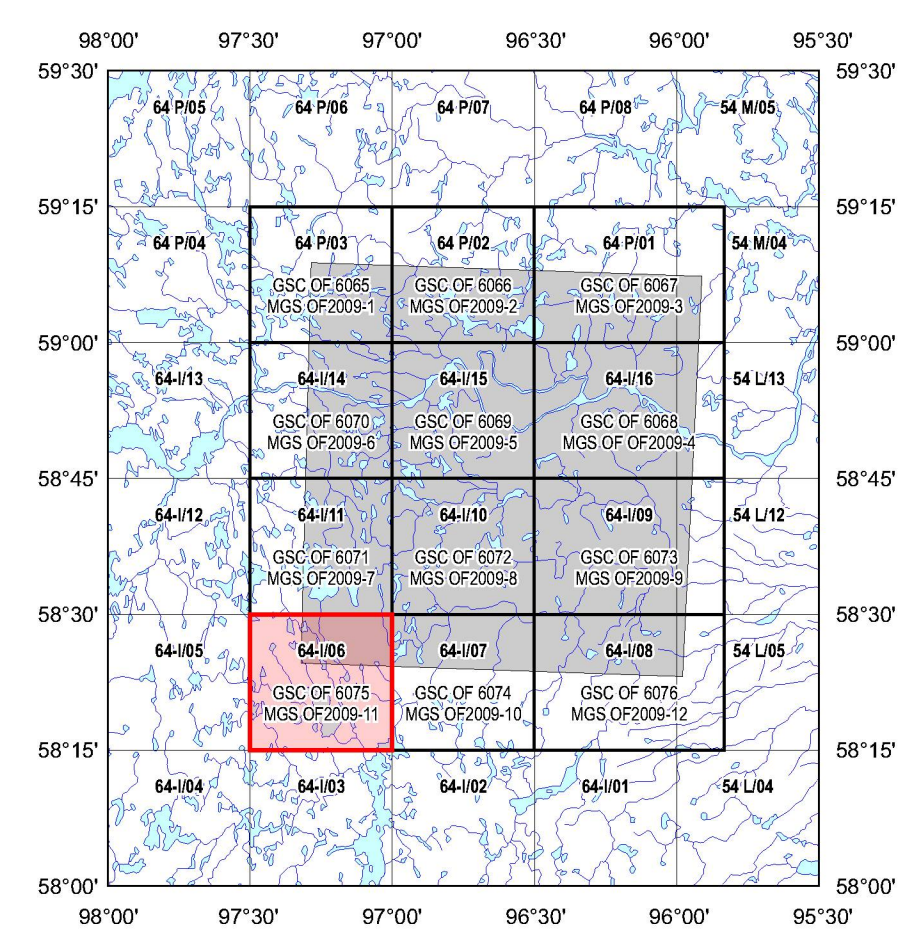 98°00' 97°30' 97°00' 96°30' 96°00' 95°30'
59°30' 59°30'
64 P/05 64 P/06 64 P/07 64 P/08 54 M/05
59°15' 59°15'
64 P/04 64 P/03 64 P/02 64 P/01 54 M/04
GSC OF 6065 GSC OF 6066 GSC OF 6067
MGS OF2009-1 MGS OF2009-2 MGS OF2009-3
59°00' 59°00'
64-I/13 64-I/14 64-I/15 64-I/16 54 L/13
GSC OF 6070 GSC OF 6069 GSC OF 6068
MGS OF2009-6 MGS OF2009-5 MGS OF OF2009-4
58°45' 58°45'
64-I/12 64-I/11 64-I/10 64-I/09 54 L/12
GSC OF 6071 GSC OF 6072 GSC OF 6073
MGS OF2009-7 MGS OF2009-8 MGS OF2009-9
58°30' 58°30'
64-I/05 64-I/06 64-I/07 64-I/08 54 L/05
GSC OF 6075 GSC OF 6074 GSC OF 6076
MGS OF2009-11 MGS OF2009-10 MGS OF2009-12
58°15' 58°15'
64-I/04 64-I/03 64-I/02 64-I/01 54 L/04
58°00' 58°00'
98°00' 97°30' 97°00' 96°30' 96°00' 95°30'